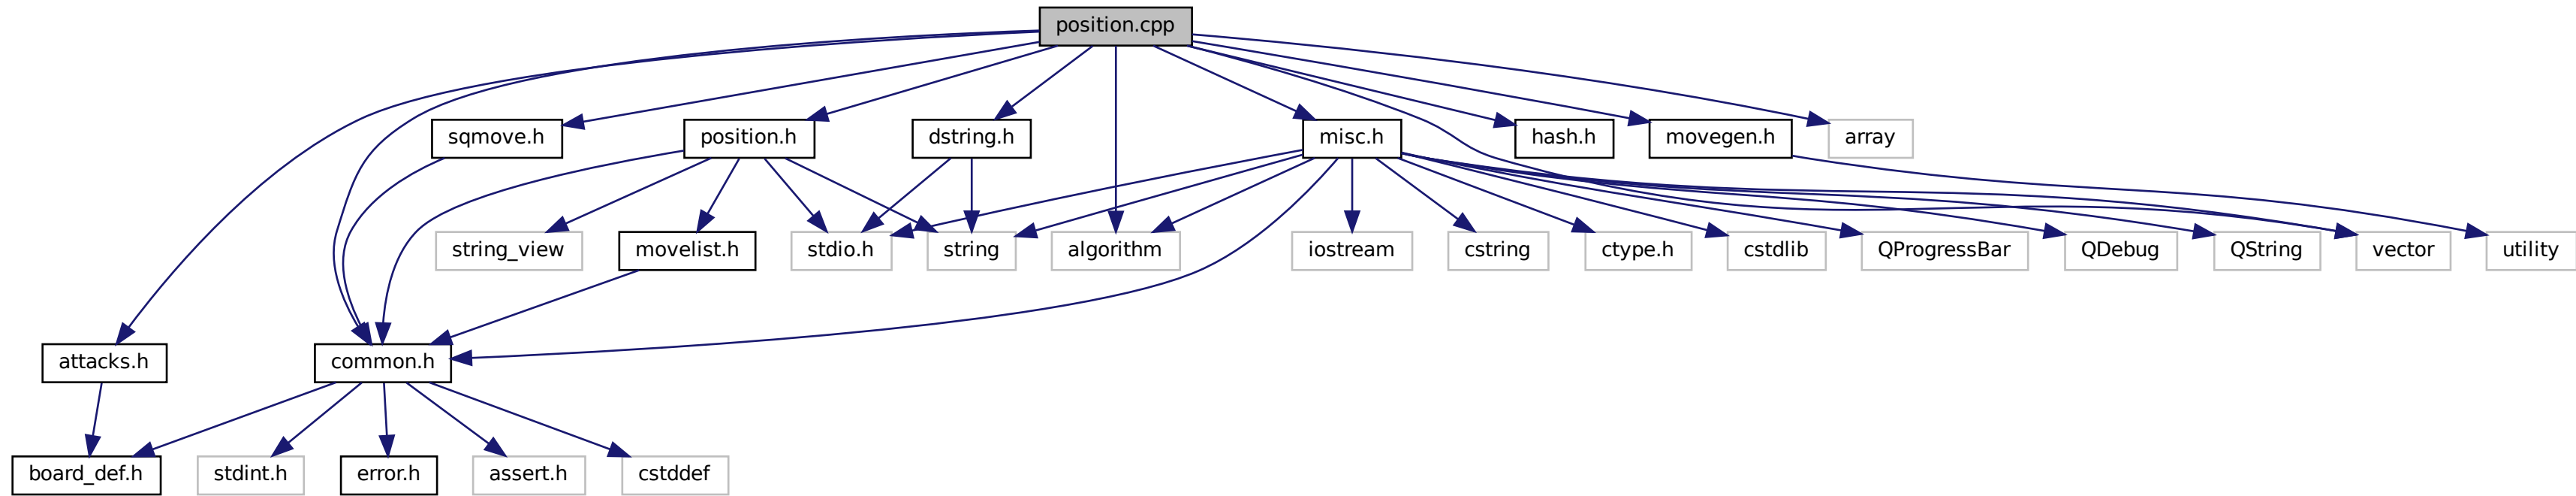 position.cpp
sqmove.h
position.h
dstring.h
misc.h
hash.h
movegen.h
array
string_view
movelist.h
stdio.h
string
algorithm
iostream
cstring
ctype.h
cstdlib
QProgressBar
QDebug
QString
vector
utility
attacks.h
common.h
board_def.h
stdint.h
error.h
assert.h
cstddef